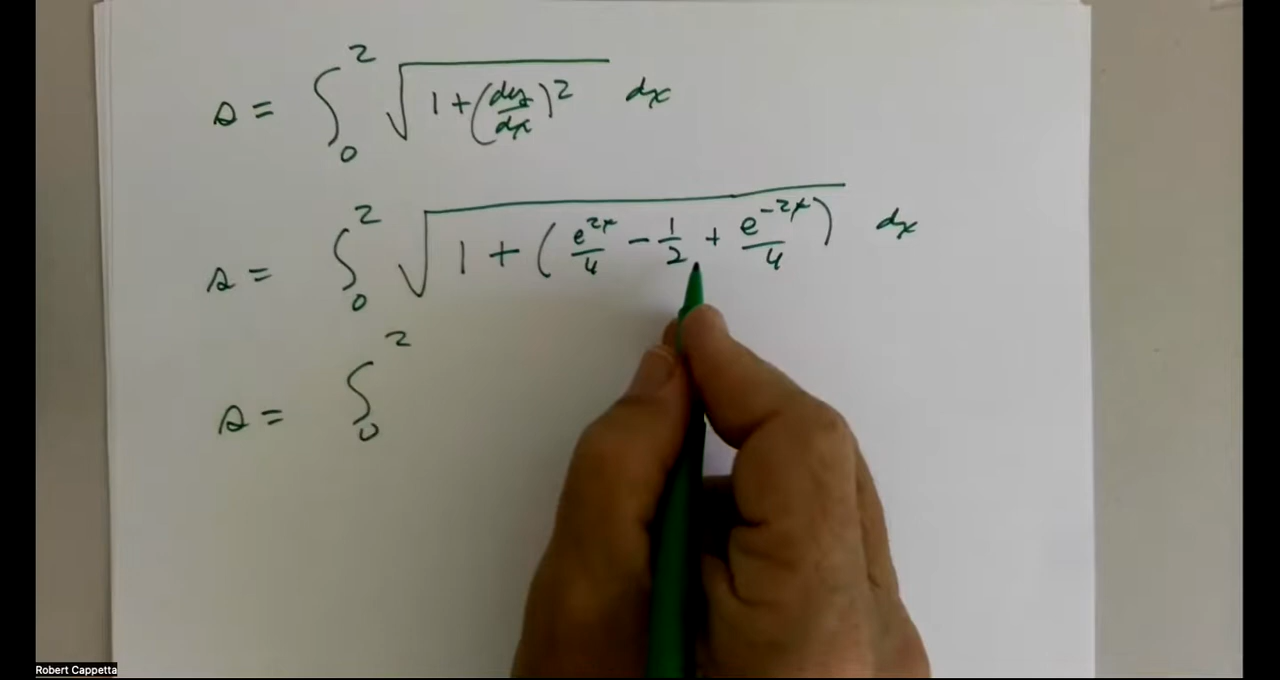 s = ∫₀² √(1 + (dy/dx)²) dx
s = ∫₀² √(1 + (e^{2x}/4 − 1/2 + e^{−2x}/4)) dx
s = ∫₀²
Robert Cappetta